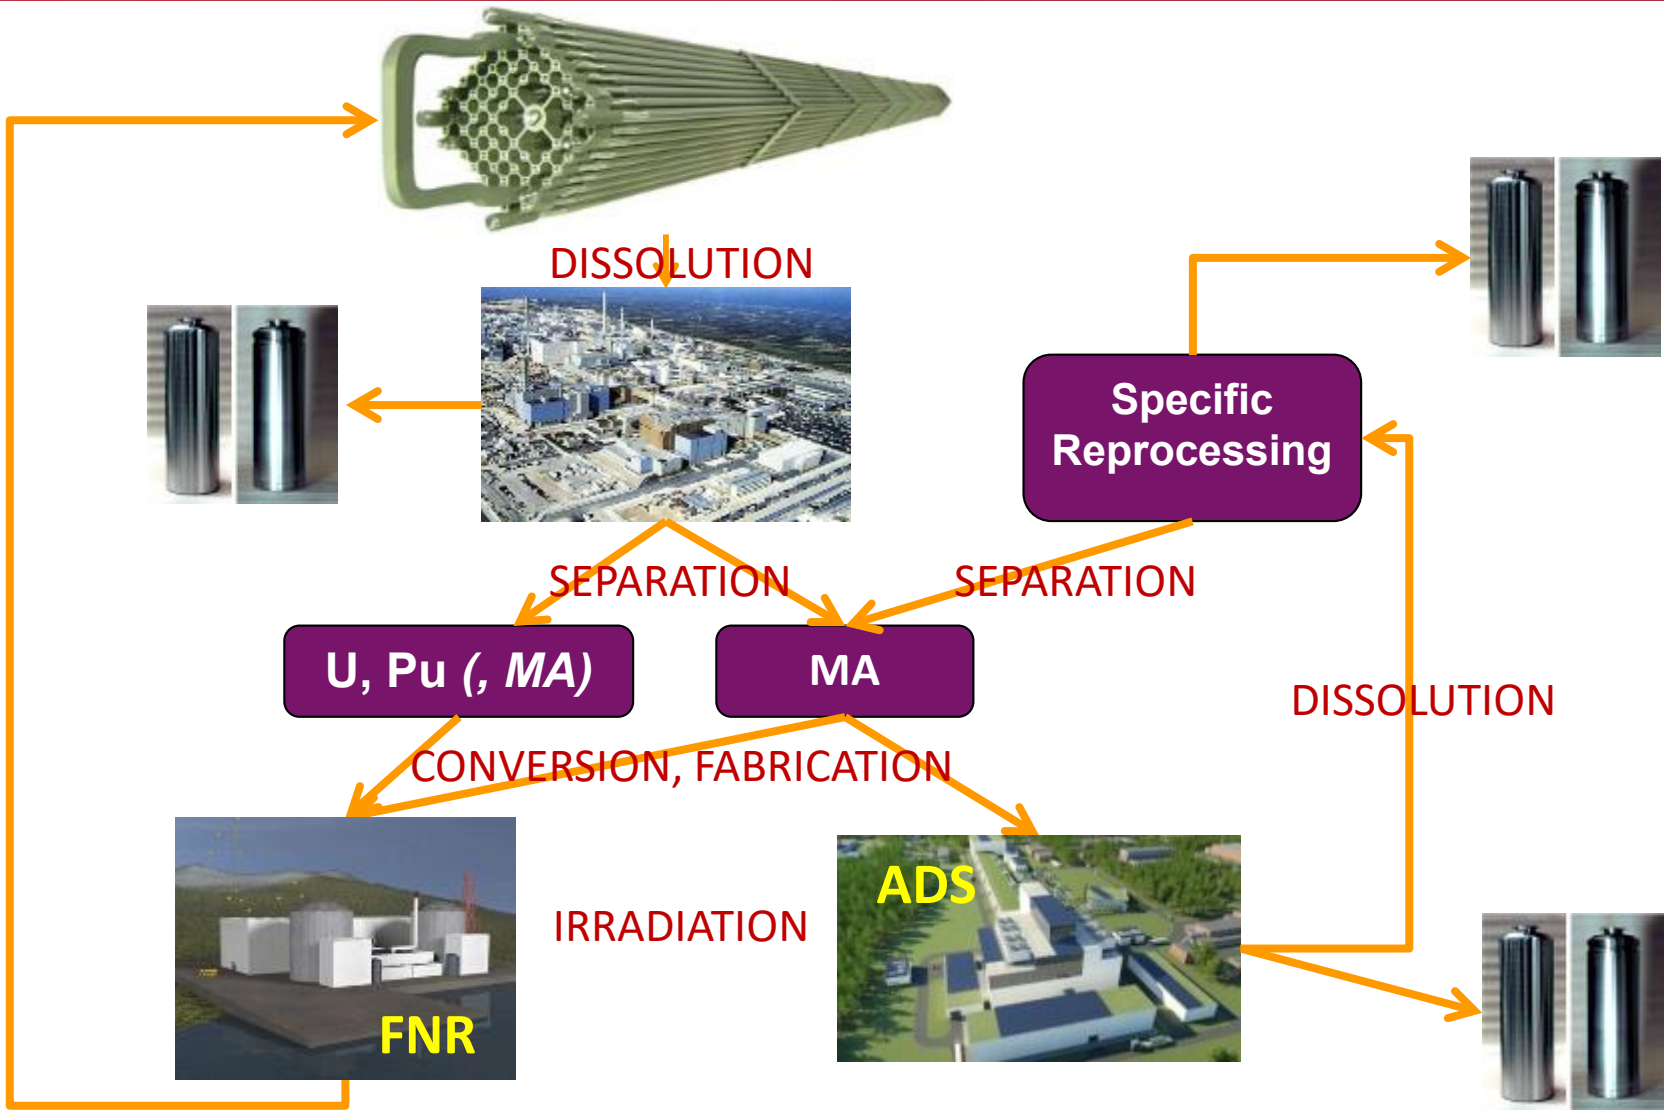 DISSOLUTION
Specific
Reprocessing
SEPARATION
SEPARATION
U, Pu (, MA)
MA
DISSOLUTION
CONVERSION, FABRICATION
ADS
IRRADIATION
FNR